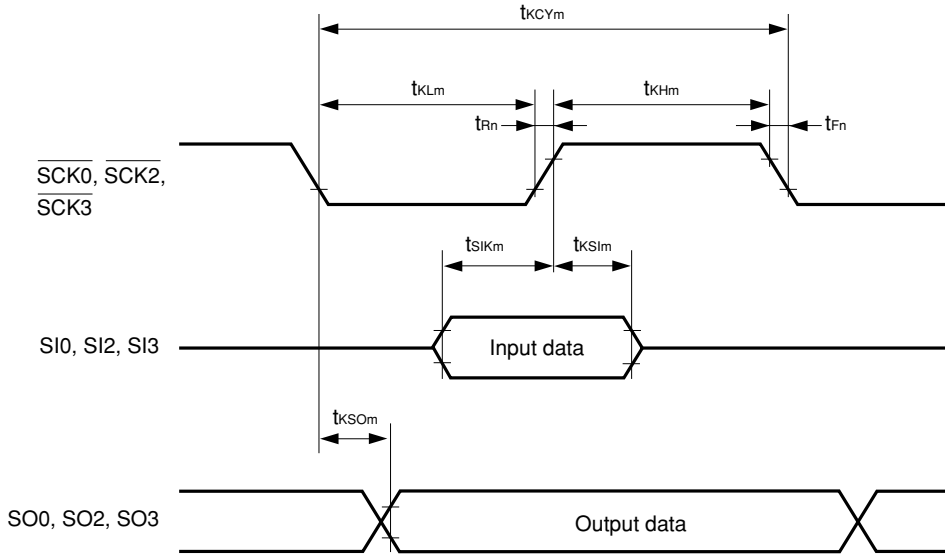 tKCYm
tKLm
tKHm
tRn
tFn
SCK0, SCK2,
SCK3
tSIKm
tKSIm
SI0, SI2, SI3
Input data
tKSOm
SO0, SO2, SO3
Output data